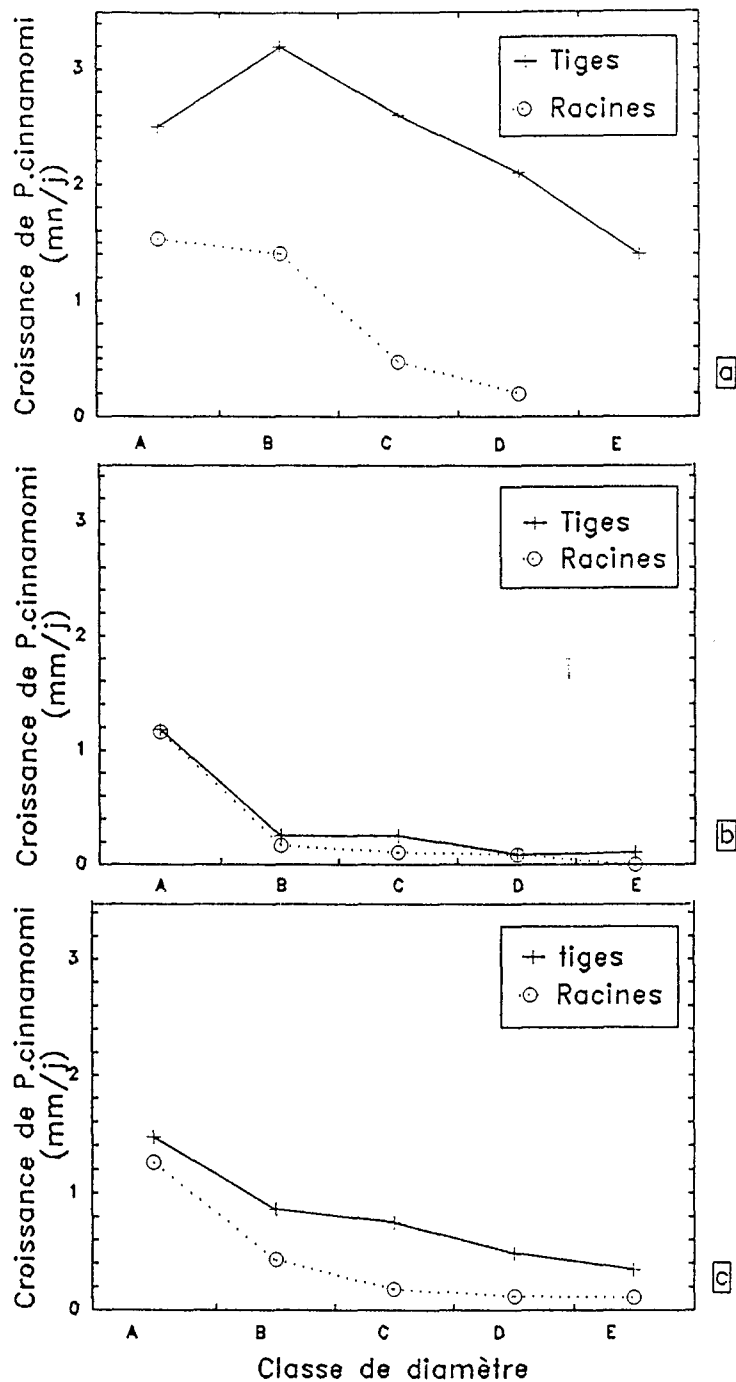 Croissance de P.cinnamomi
(mn/j)
3
2
1
0
Tiges
Racines
A B C D E
a
Croissance de P.cinnamomi
(mm/j)
3
2
1
0
Tiges
Racines
A B C D E
b
Croissance de P.cinnamomi
(mm/j)
3
2
1
0
tiges
Racines
A B C D E
c
Classe de diamètre